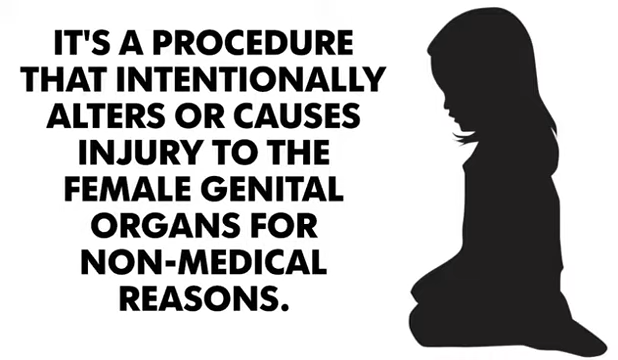 IT'S A PROCEDURE
THAT INTENTIONALLY
ALTERS OR CAUSES
INJURY TO THE
FEMALE GENITAL
ORGANS FOR
NON-MEDICAL
REASONS.